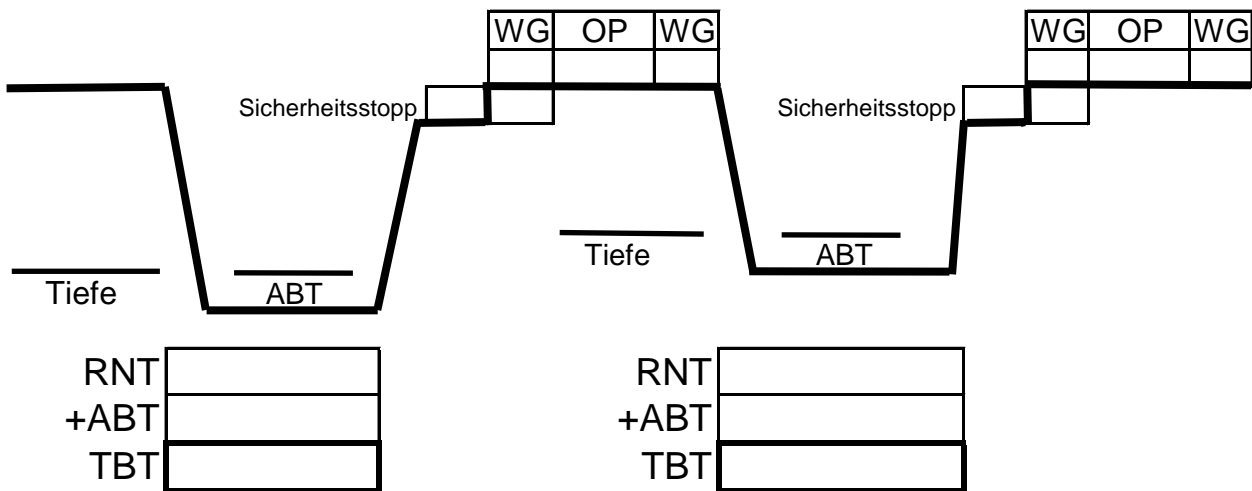 WG OP WG WG OP WG
Sicherheitsstopp Sicherheitsstopp
Tiefe ABT Tiefe ABT
RNT RNT
+ABT +ABT
TBT TBT